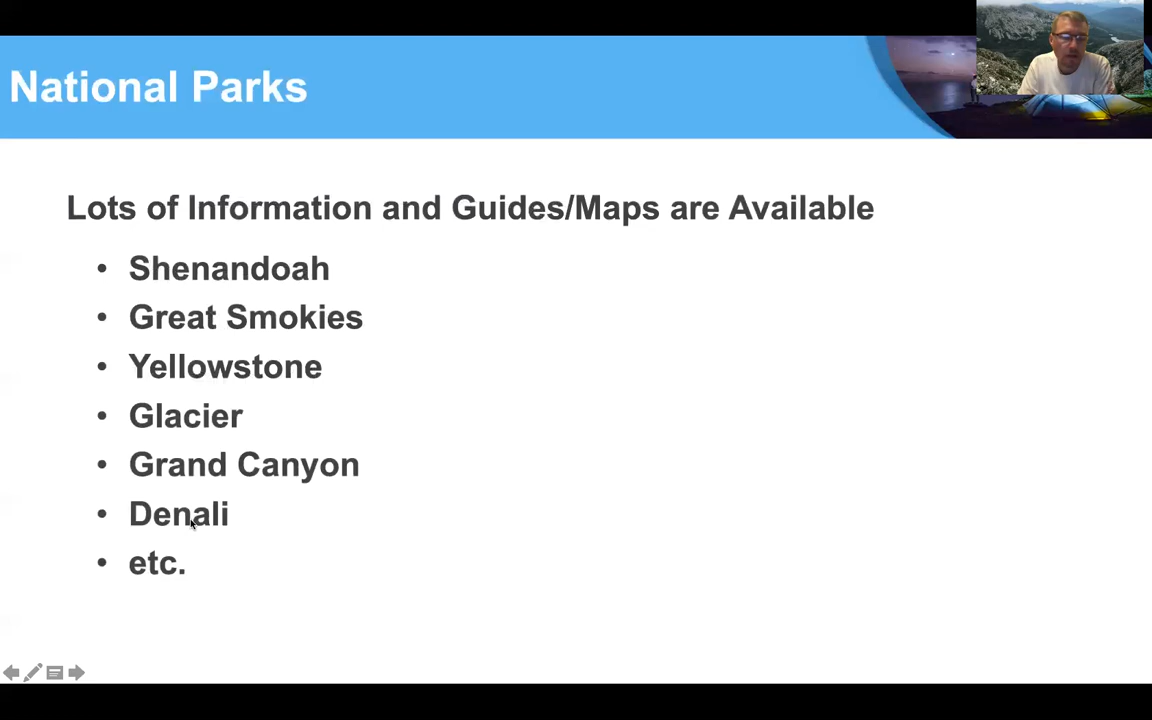 National Parks
Lots of Information and Guides/Maps are Available
• Shenandoah
• Great Smokies
• Yellowstone
• Glacier
• Grand Canyon
• Denali
• etc.